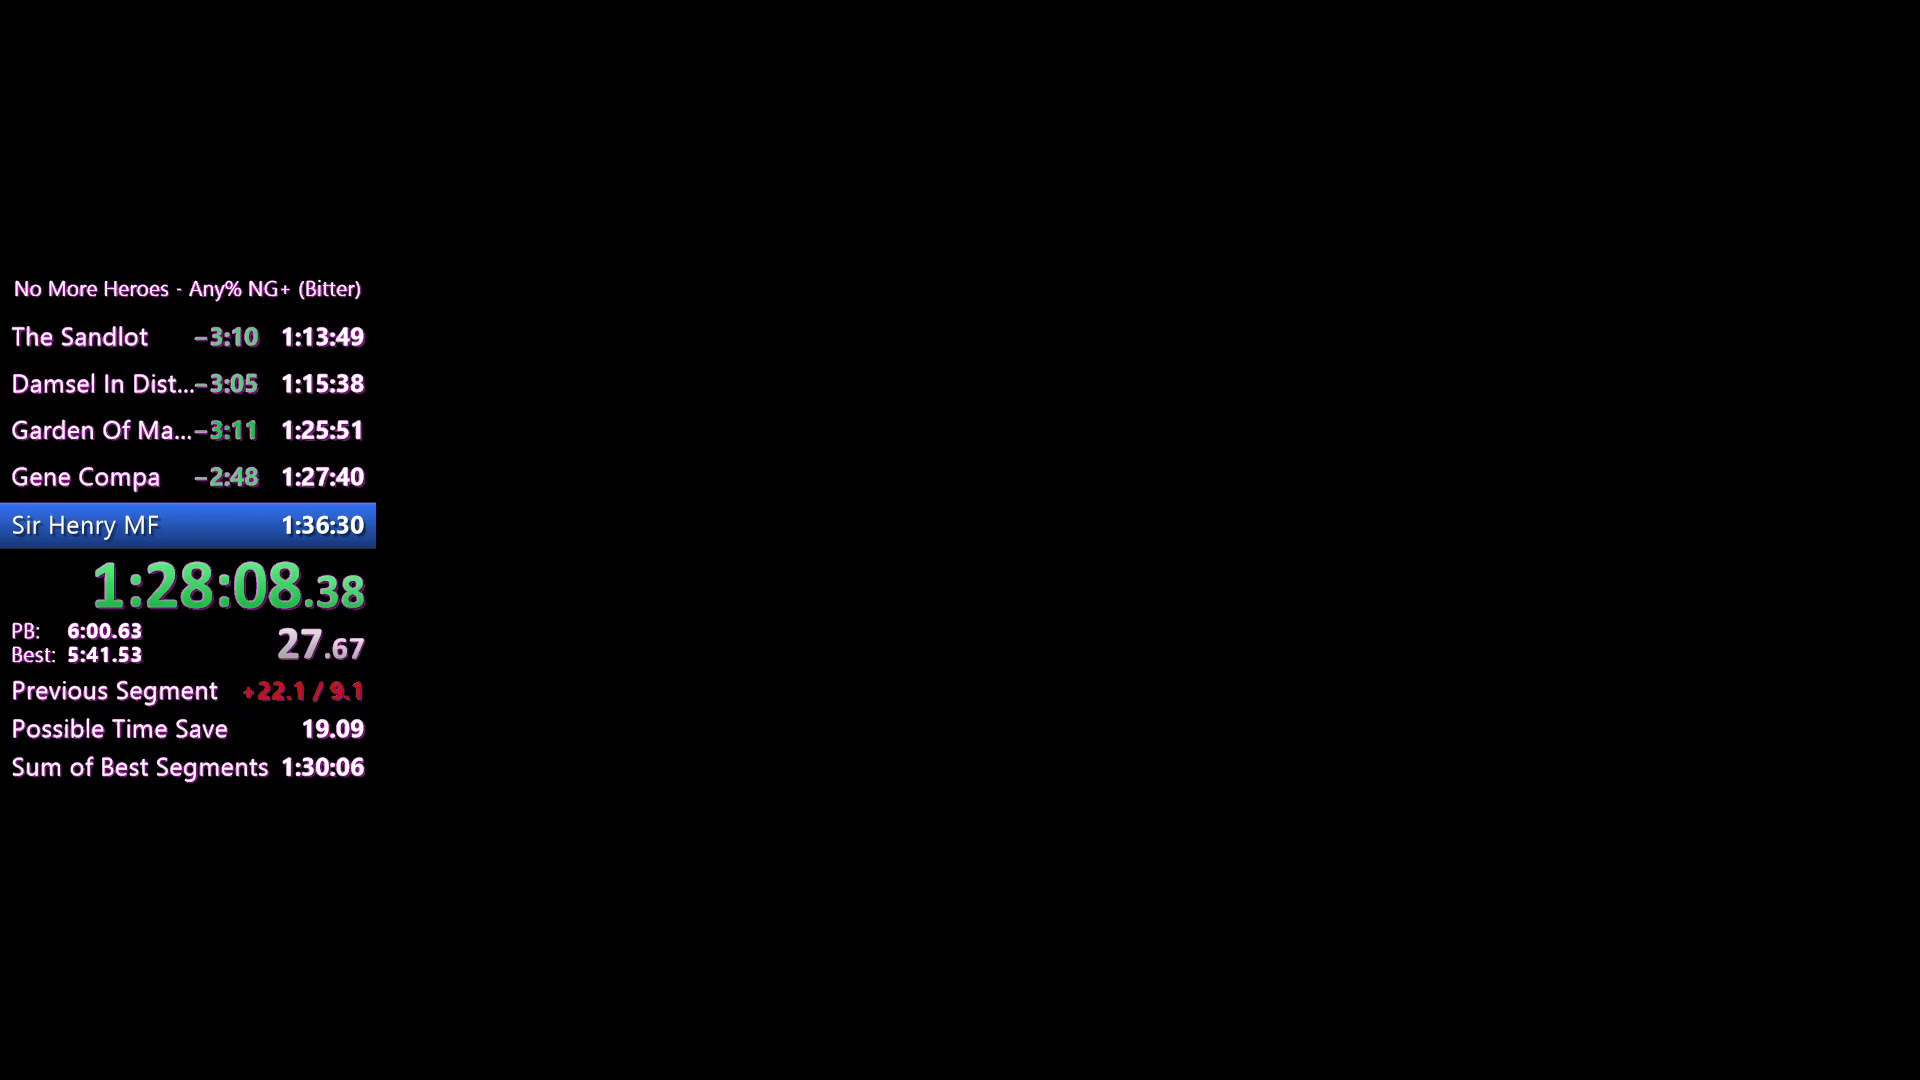 No More Heroes - Any% NG+ (Bitter)
The Sandlot −3:10 1:13:49
Damsel In Dist... −3:05 1:15:38
Garden Of Ma... −3:11 1:25:51
Gene Compa −2:48 1:27:40
Sir Henry MF 1:36:30
1:28:08.38
PB: 6:00.63
27.67
Best: 5:41.53
Previous Segment +22.1 / 9.1
Possible Time Save 19.09
Sum of Best Segments 1:30:06